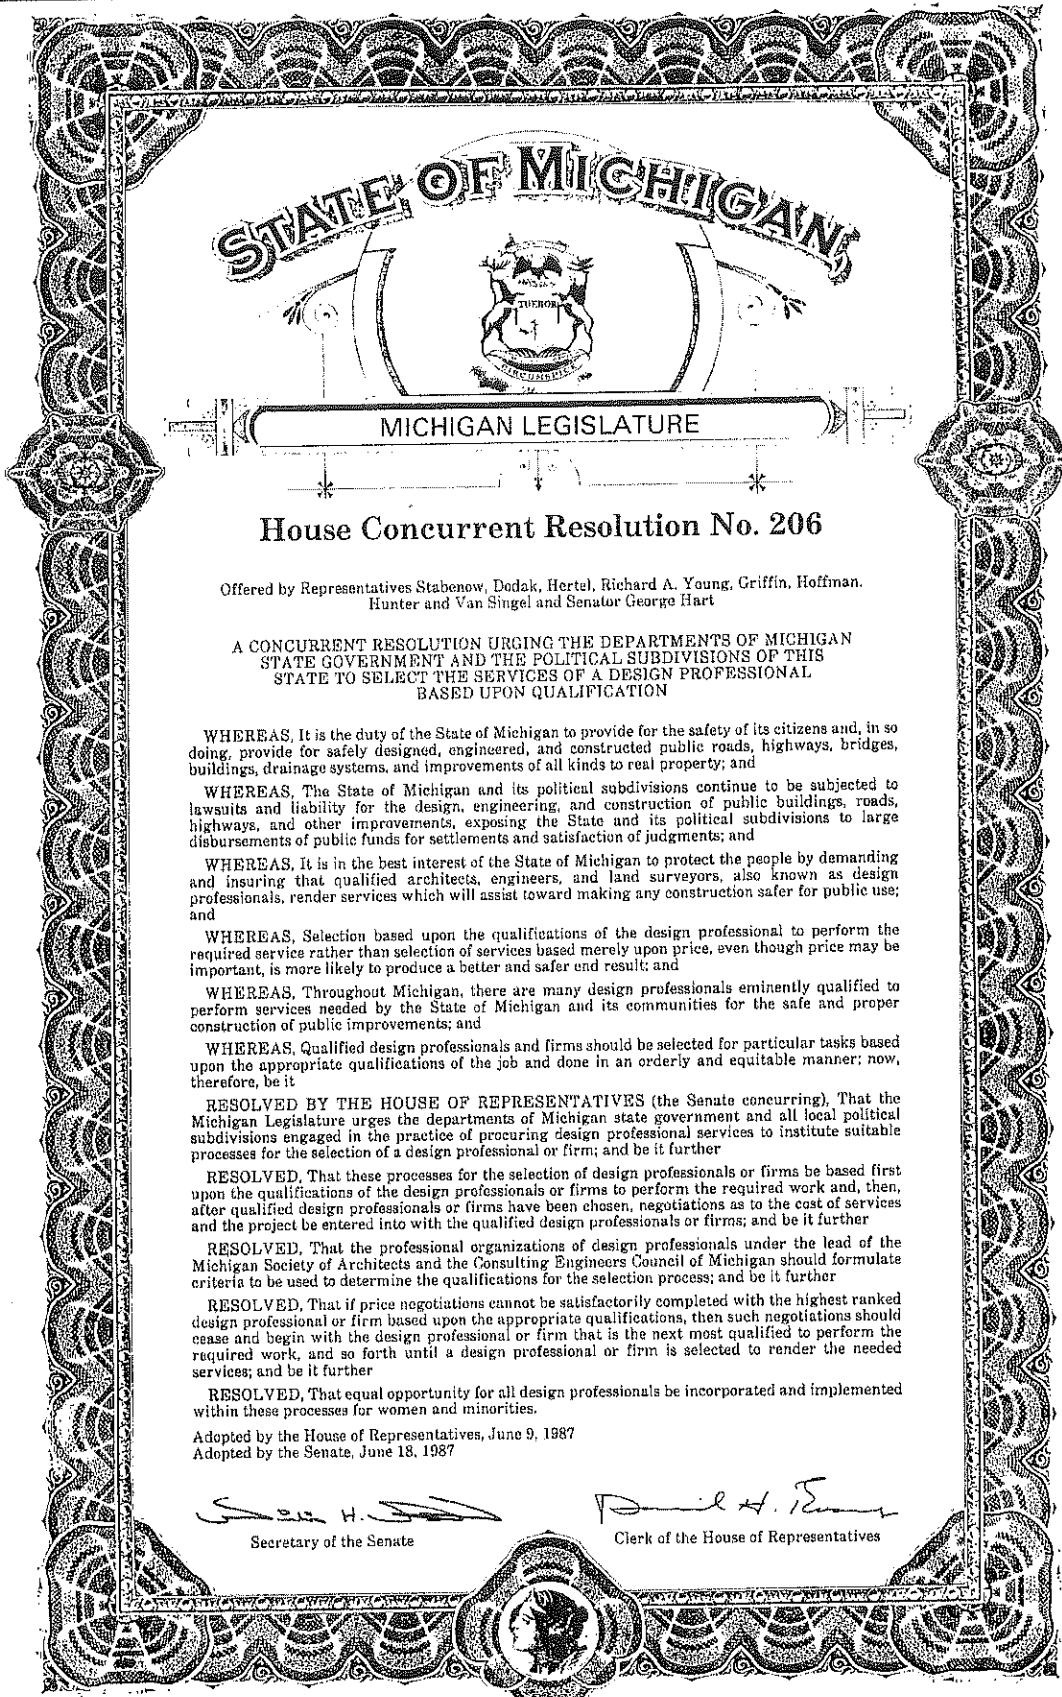 STATE OF MICHIGAN,
TUEBOR
CIRCUMSPICE
MICHIGAN LEGISLATURE
House Concurrent Resolution No. 206
Offered by Representatives Stabenow, Dodak, Hertel, Richard A. Young, Griffin, Hoffman.
Hunter and Van Singel and Senator George Hart
A CONCURRENT RESOLUTION URGING THE DEPARTMENTS OF MICHIGAN
STATE GOVERNMENT AND THE POLITICAL SUBDIVISIONS OF THIS
STATE TO SELECT THE SERVICES OF A DESIGN PROFESSIONAL
BASED UPON QUALIFICATION
WHEREAS, It is the duty of the State of Michigan to provide for the safety of its citizens and, in so
doing, provide for safely designed, engineered, and constructed public roads, highways, bridges,
buildings, drainage systems, and improvements of all kinds to real property; and
WHEREAS, The State of Michigan and its political subdivisions continue to be subjected to
lawsuits and liability for the design, engineering, and construction of public buildings, roads,
highways, and other improvements, exposing the State and its political subdivisions to large
disbursements of public funds for settlements and satisfaction of judgments; and
WHEREAS, It is in the best interest of the State of Michigan to protect the people by demanding
and insuring that qualified architects, engineers, and land surveyors, also known as design
professionals, render services which will assist toward making any construction safer for public use;
and
WHEREAS, Selection based upon the qualifications of the design professional to perform the
required service rather than selection of services based merely upon price, even though price may be
important, is more likely to produce a better and safer end result; and
WHEREAS, Throughout Michigan, there are many design professionals eminently qualified to
perform services needed by the State of Michigan and its communities for the safe and proper
construction of public improvements; and
WHEREAS, Qualified design professionals and firms should be selected for particular tasks based
upon the appropriate qualifications of the job and done in an orderly and equitable manner; now,
therefore, be it
RESOLVED BY THE HOUSE OF REPRESENTATIVES (the Senate concurring), That the
Michigan Legislature urges the departments of Michigan state government and all local political
subdivisions engaged in the practice of procuring design professional services to institute suitable
processes for the selection of a design professional or firm; and be it further
RESOLVED, That these processes for the selection of design professionals or firms be based first
upon the qualifications of the design professionals or firms to perform the required work and, then,
after qualified design professionals or firms have been chosen, negotiations as to the cost of services
and the project be entered into with the qualified design professionals or firms; and be it further
RESOLVED, That the professional organizations of design professionals under the lead of the
Michigan Society of Architects and the Consulting Engineers Council of Michigan should formulate
criteria to be used to determine the qualifications for the selection process; and be it further
RESOLVED, That if price negotiations cannot be satisfactorily completed with the highest ranked
design professional or firm based upon the appropriate qualifications, then such negotiations should
cease and begin with the design professional or firm that is the next most qualified to perform the
required work, and so forth until a design professional or firm is selected to render the needed
services; and be it further
RESOLVED, That equal opportunity for all design professionals be incorporated and implemented
within these processes for women and minorities.
Adopted by the House of Representatives, June 9, 1987
Adopted by the Senate, June 18, 1987
Secretary of the Senate
Clerk of the House of Representatives